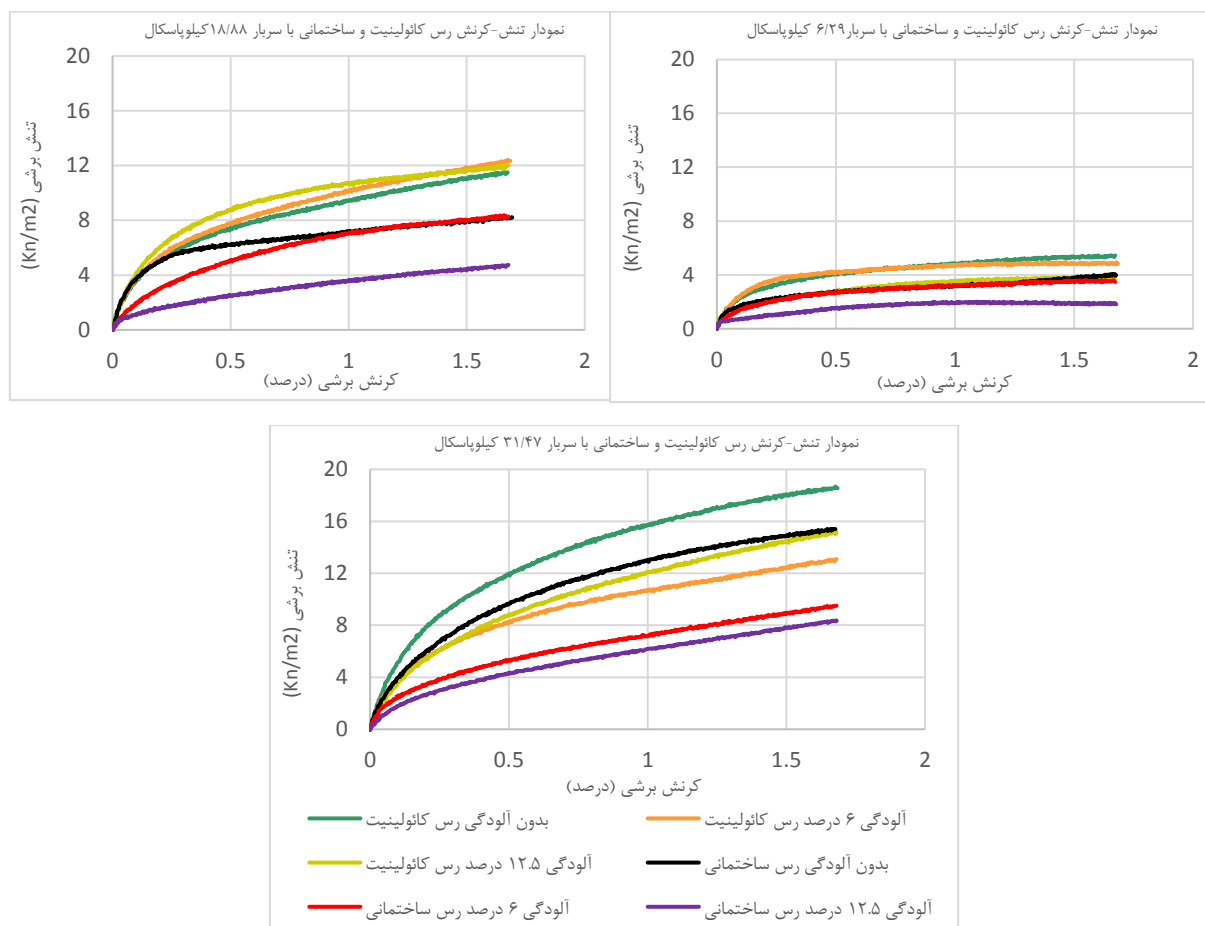 نمودار تنش-کرنش رس کائولینیت و ساختمانی با سربار ۱۸/۸۸ کیلوپاسکال
20
16
12
8
4
0
0 0.5 1 1.5 2
تنش برشی (Kn/m2)
کرنش برشی (درصد)
نمودار تنش-کرنش رس کائولینیت و ساختمانی با سربار ۶/۲۹ کیلوپاسکال
20
16
12
8
4
0
0 0.5 1 1.5 2
تنش برشی (Kn/m2)
کرنش برشی (درصد)
نمودار تنش-کرنش رس کائولینیت و ساختمانی با سربار ۳۱/۴۷ کیلوپاسکال
20
16
12
8
4
0
0 0.5 1 1.5 2
تنش برشی (Kn/m2)
کرنش برشی (درصد)
بدون آلودگی رس کائولینیت
آلودگی ۶ درصد رس کائولینیت
آلودگی ۱۲.۵ درصد رس کائولینیت
بدون آلودگی رس ساختمانی
آلودگی ۶ درصد رس ساختمانی
آلودگی ۱۲.۵ درصد رس ساختمانی